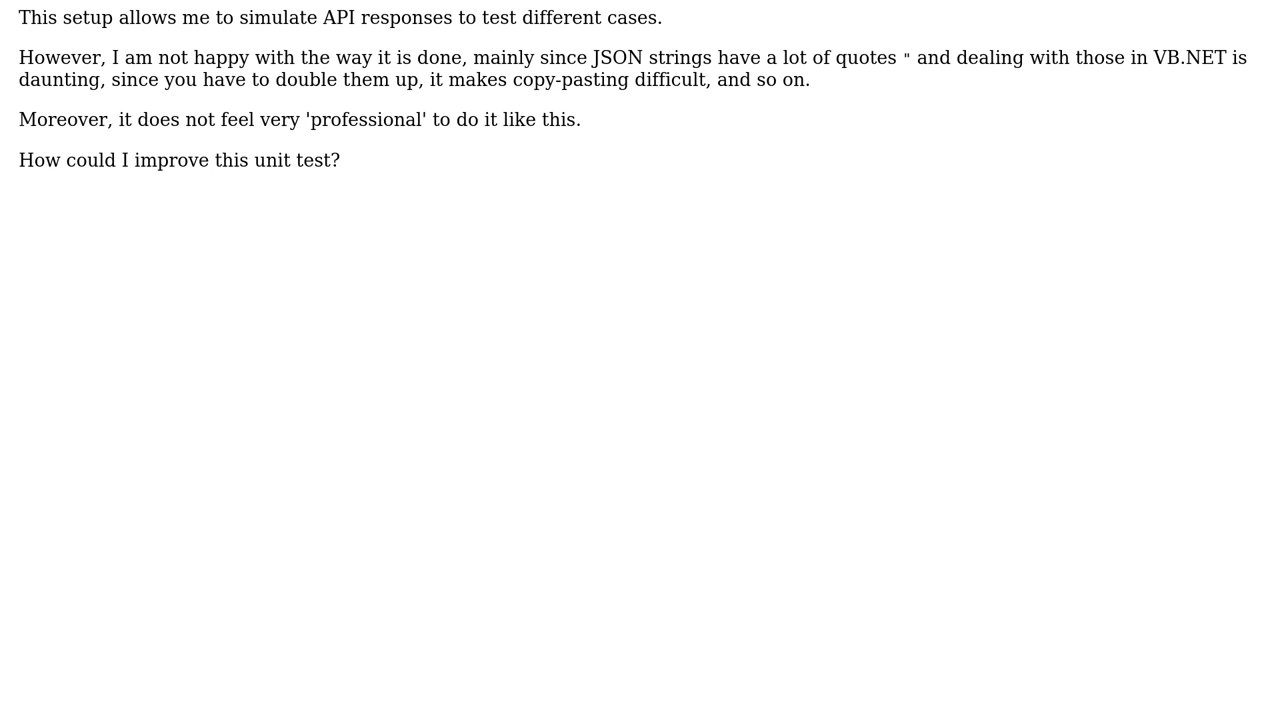 This setup allows me to simulate API responses to test different cases.
However, I am not happy with the way it is done, mainly since JSON strings have a lot of quotes " and dealing with those in VB.NET is
daunting, since you have to double them up, it makes copy-pasting difficult, and so on.
Moreover, it does not feel very 'professional' to do it like this.
How could I improve this unit test?